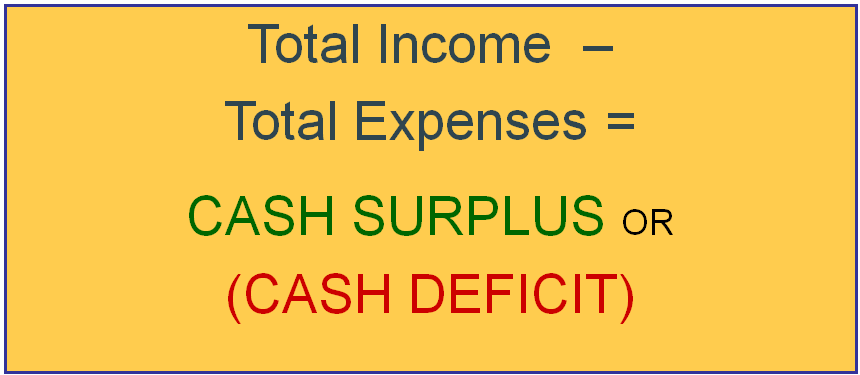 Total Income –
Total Expenses =
CASH SURPLUS OR
(CASH DEFICIT)